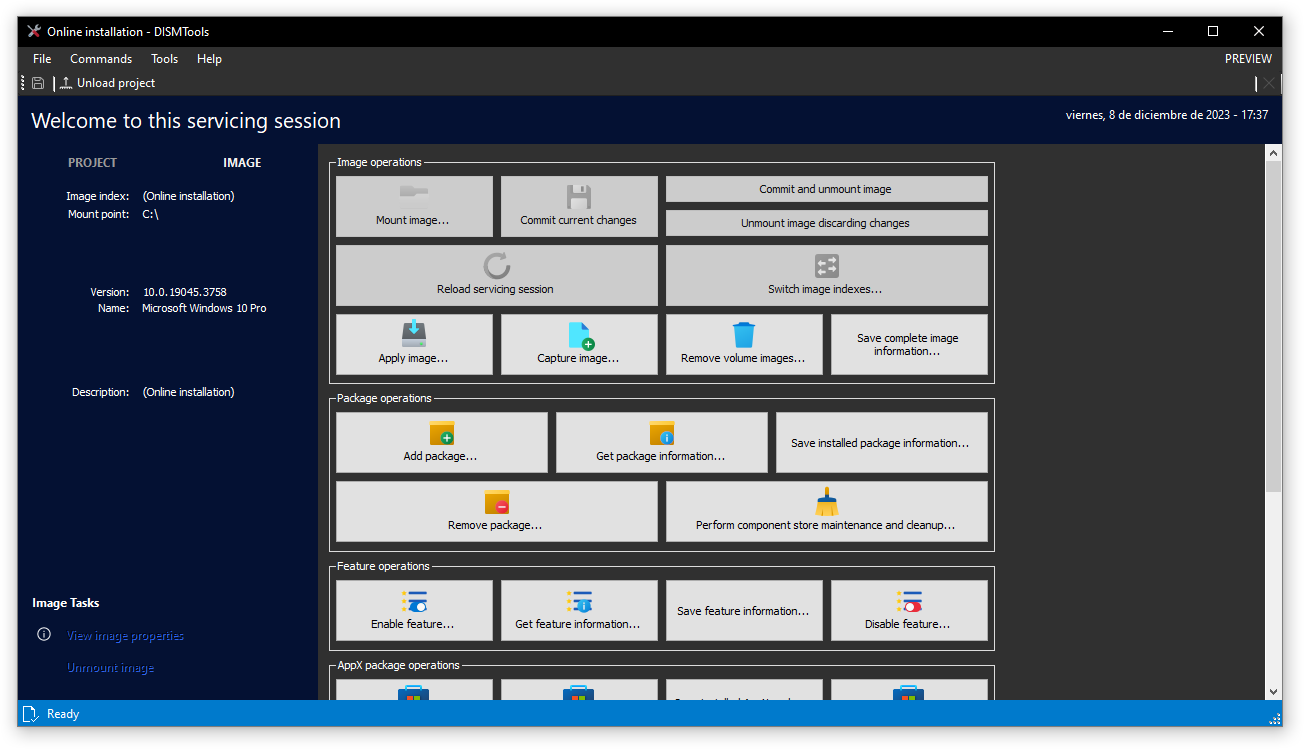 Online installation - DISMTools
File Commands Tools Help PREVIEW
Unload project
Welcome to this servicing session
viernes, 8 de diciembre de 2023 - 17:37
PROJECT IMAGE
Image index: (Online installation)
Mount point: C:\
Version: 10.0.19045.3758
Name: Microsoft Windows 10 Pro
Description: (Online installation)
Image Tasks
View image properties
Unmount image
Image operations
Mount image...
Commit current changes
Commit and unmount image
Unmount image discarding changes
Reload servicing session
Switch image indexes...
Apply image...
Capture image...
Remove volume images...
Save complete image
information...
Package operations
Add package...
Get package information...
Save installed package information...
Remove package...
Perform component store maintenance and cleanup...
Feature operations
Enable feature...
Get feature information...
Save feature information...
Disable feature...
AppX package operations
Ready